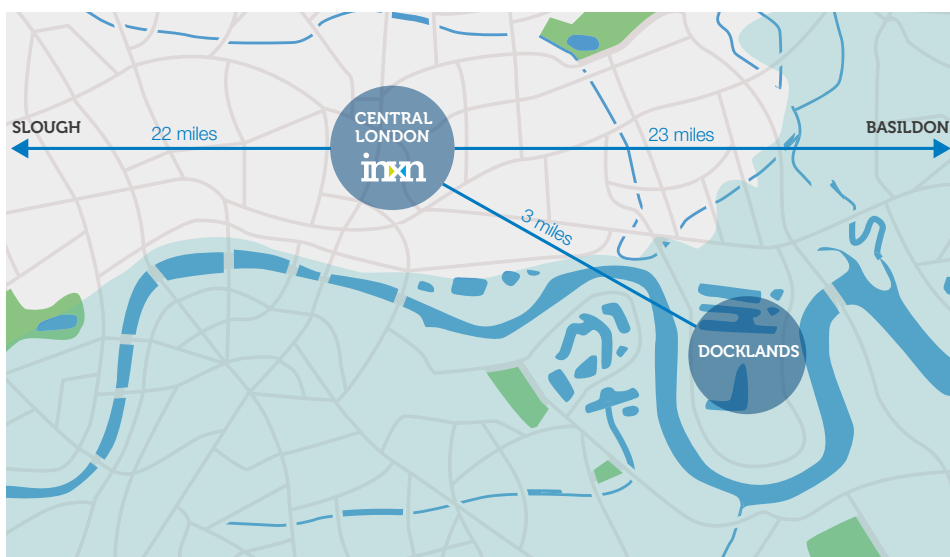 CENTRAL
LONDON
inxn
SLOUGH
22 miles
23 miles
BASILDON
3 miles
DOCKLANDS